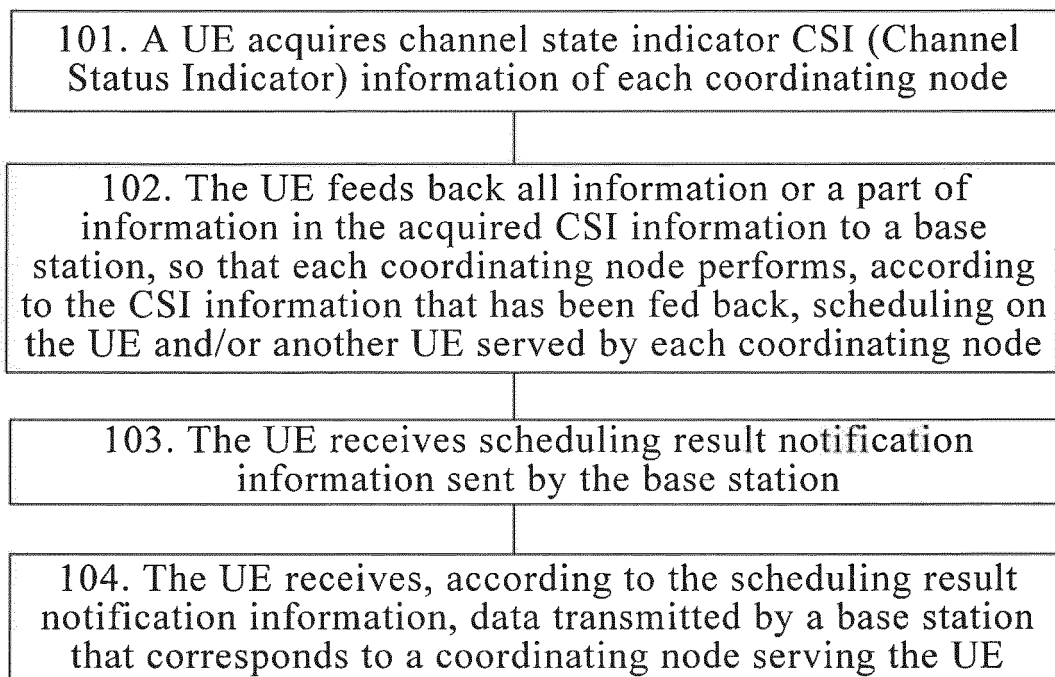 101. A UE acquires channel state indicator CSI (Channel
Status Indicator) information of each coordinating node
102. The UE feeds back all information or a part of
information in the acquired CSI information to a base
station, so that each coordinating node performs, according
to the CSI information that has been fed back, scheduling on
the UE and/or another UE served by each coordinating node
103. The UE receives scheduling result notification
information sent by the base station
104. The UE receives, according to the scheduling result
notification information, data transmitted by a base station
that corresponds to a coordinating node serving the UE